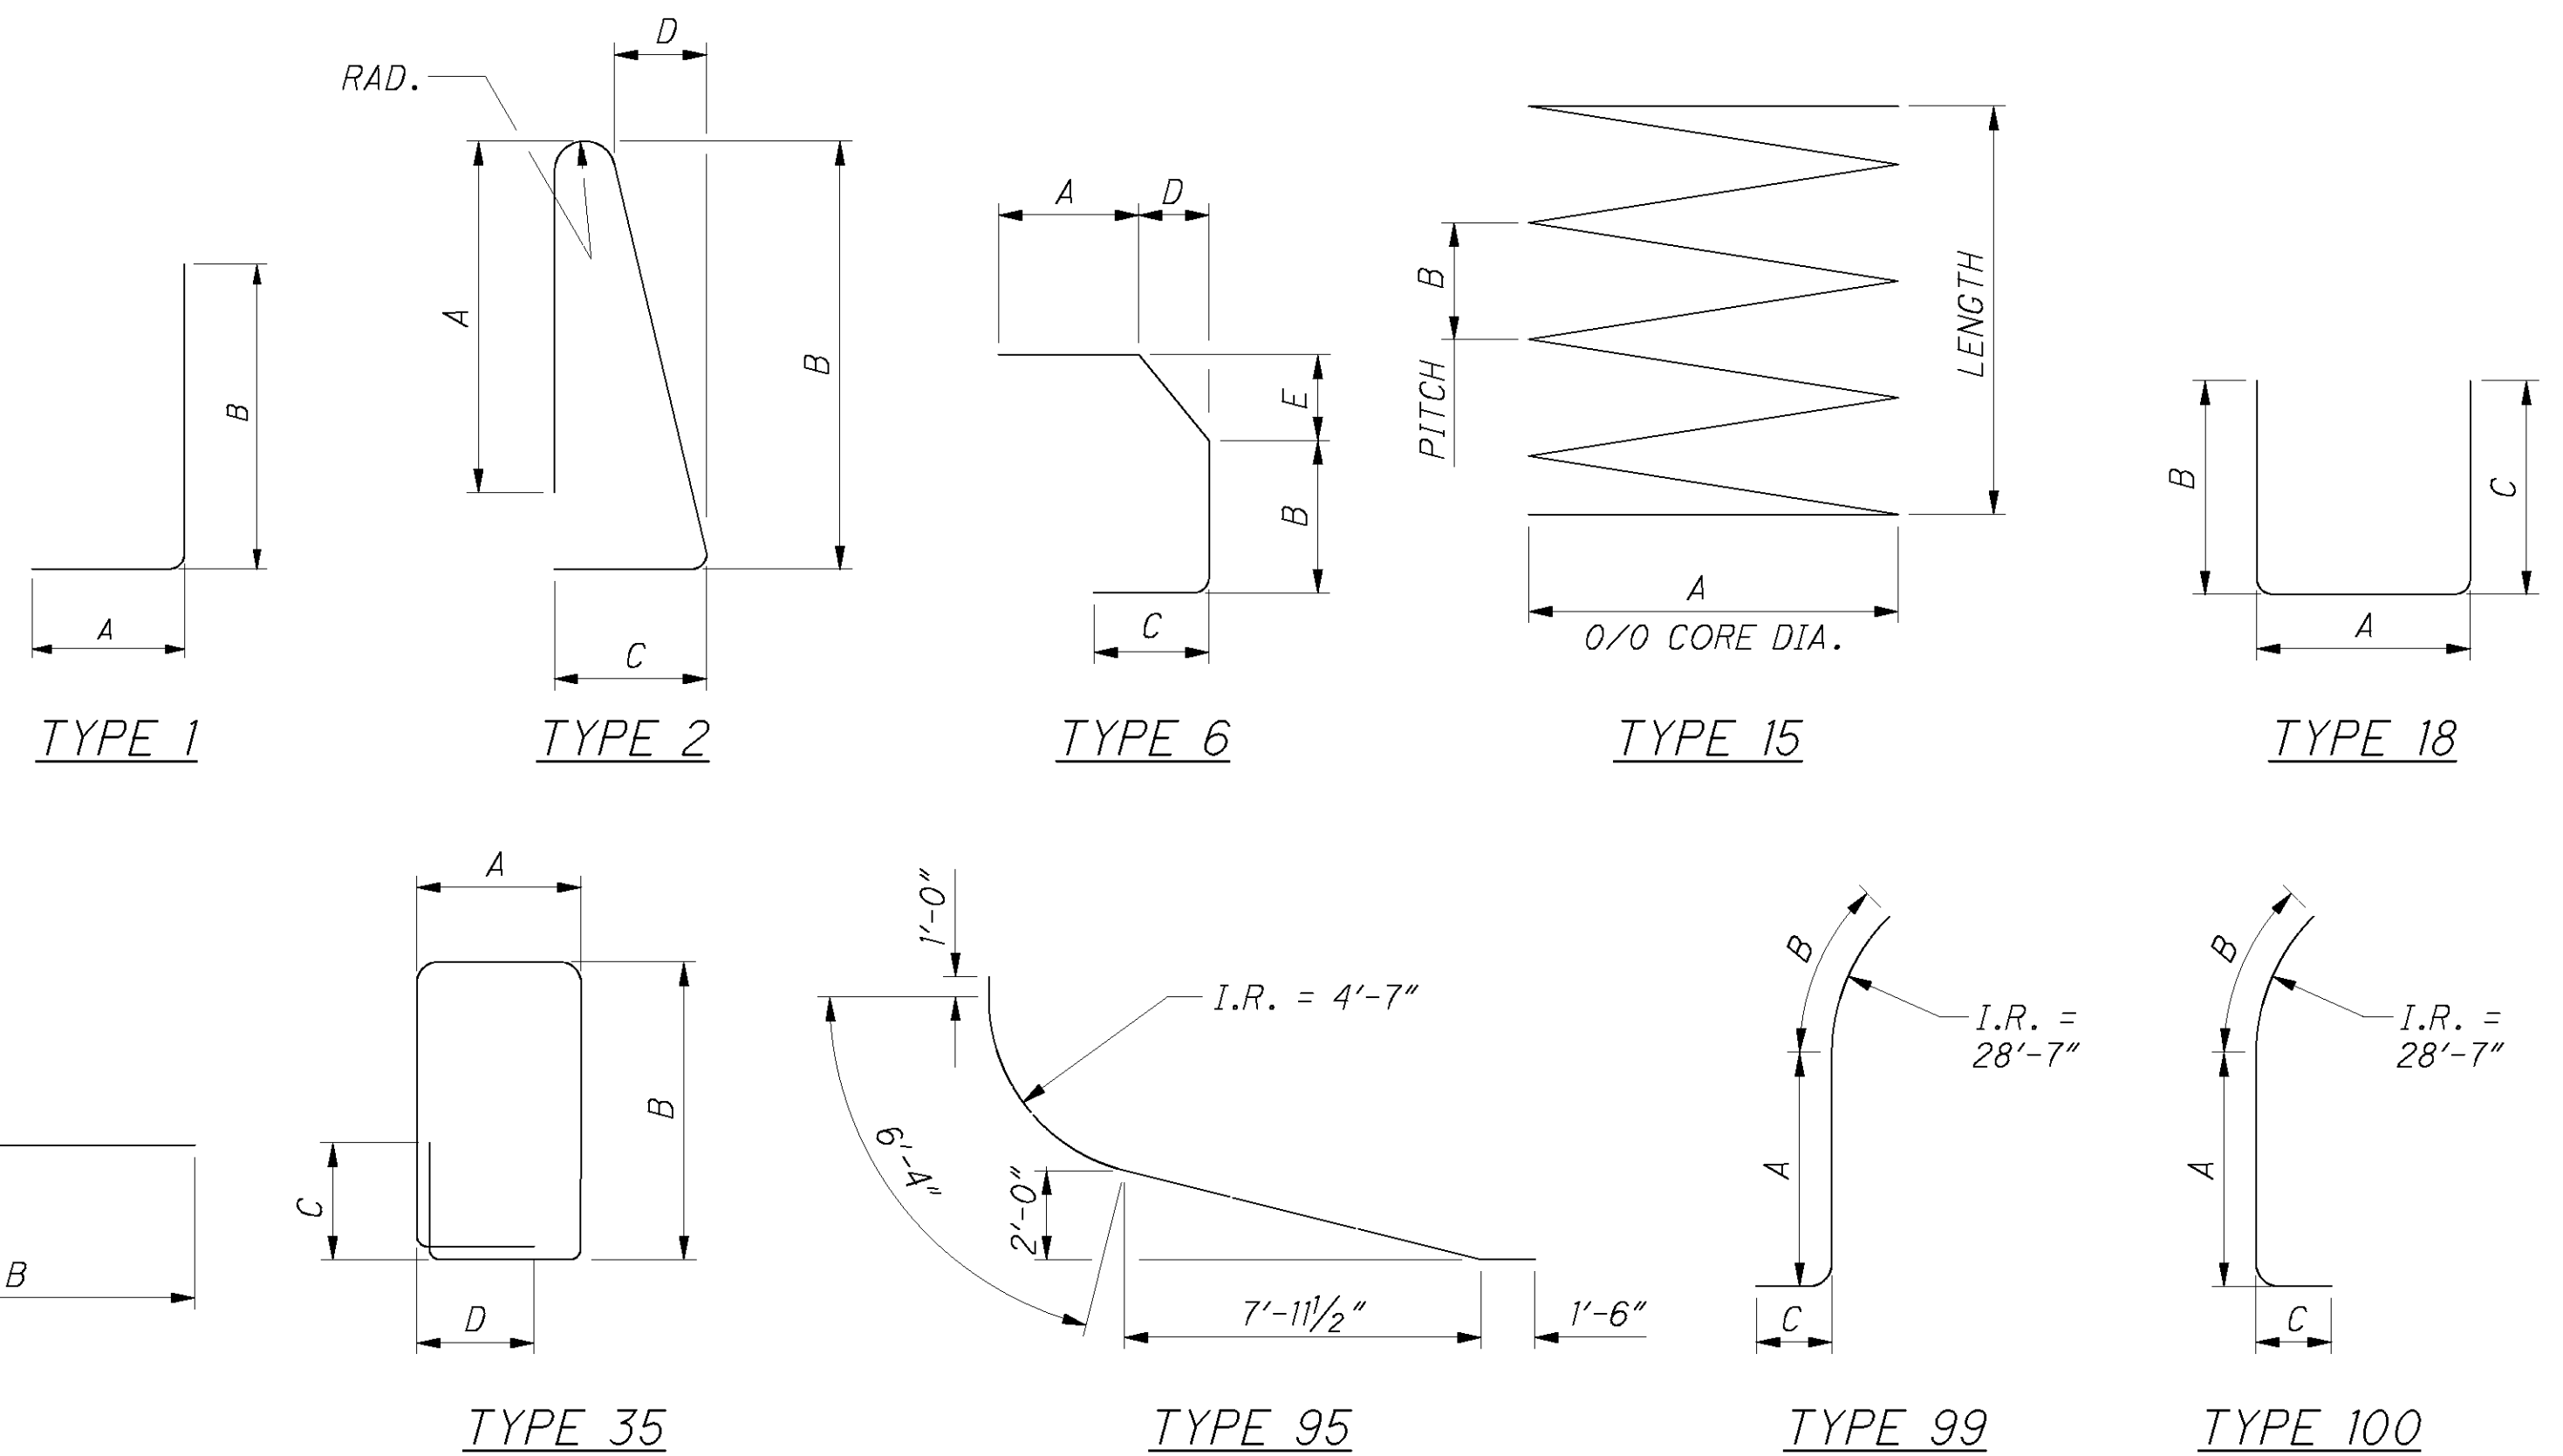 D
RAD.
A
B
C
A
B
TYPE 1
TYPE 2
A
D
E
B
C
TYPE 6
B
PITCH
LENGTH
A
O/O CORE DIA.
TYPE 15
B
C
A
TYPE 18
B
A
B
C
D
TYPE 35
1'-0"
I.R. = 4'-7"
6'-4"
2'-0"
7'-11 1/2"
1'-6"
TYPE 95
B
I.R. =
28'-7"
A
C
TYPE 99
B
I.R. =
28'-7"
A
C
TYPE 100